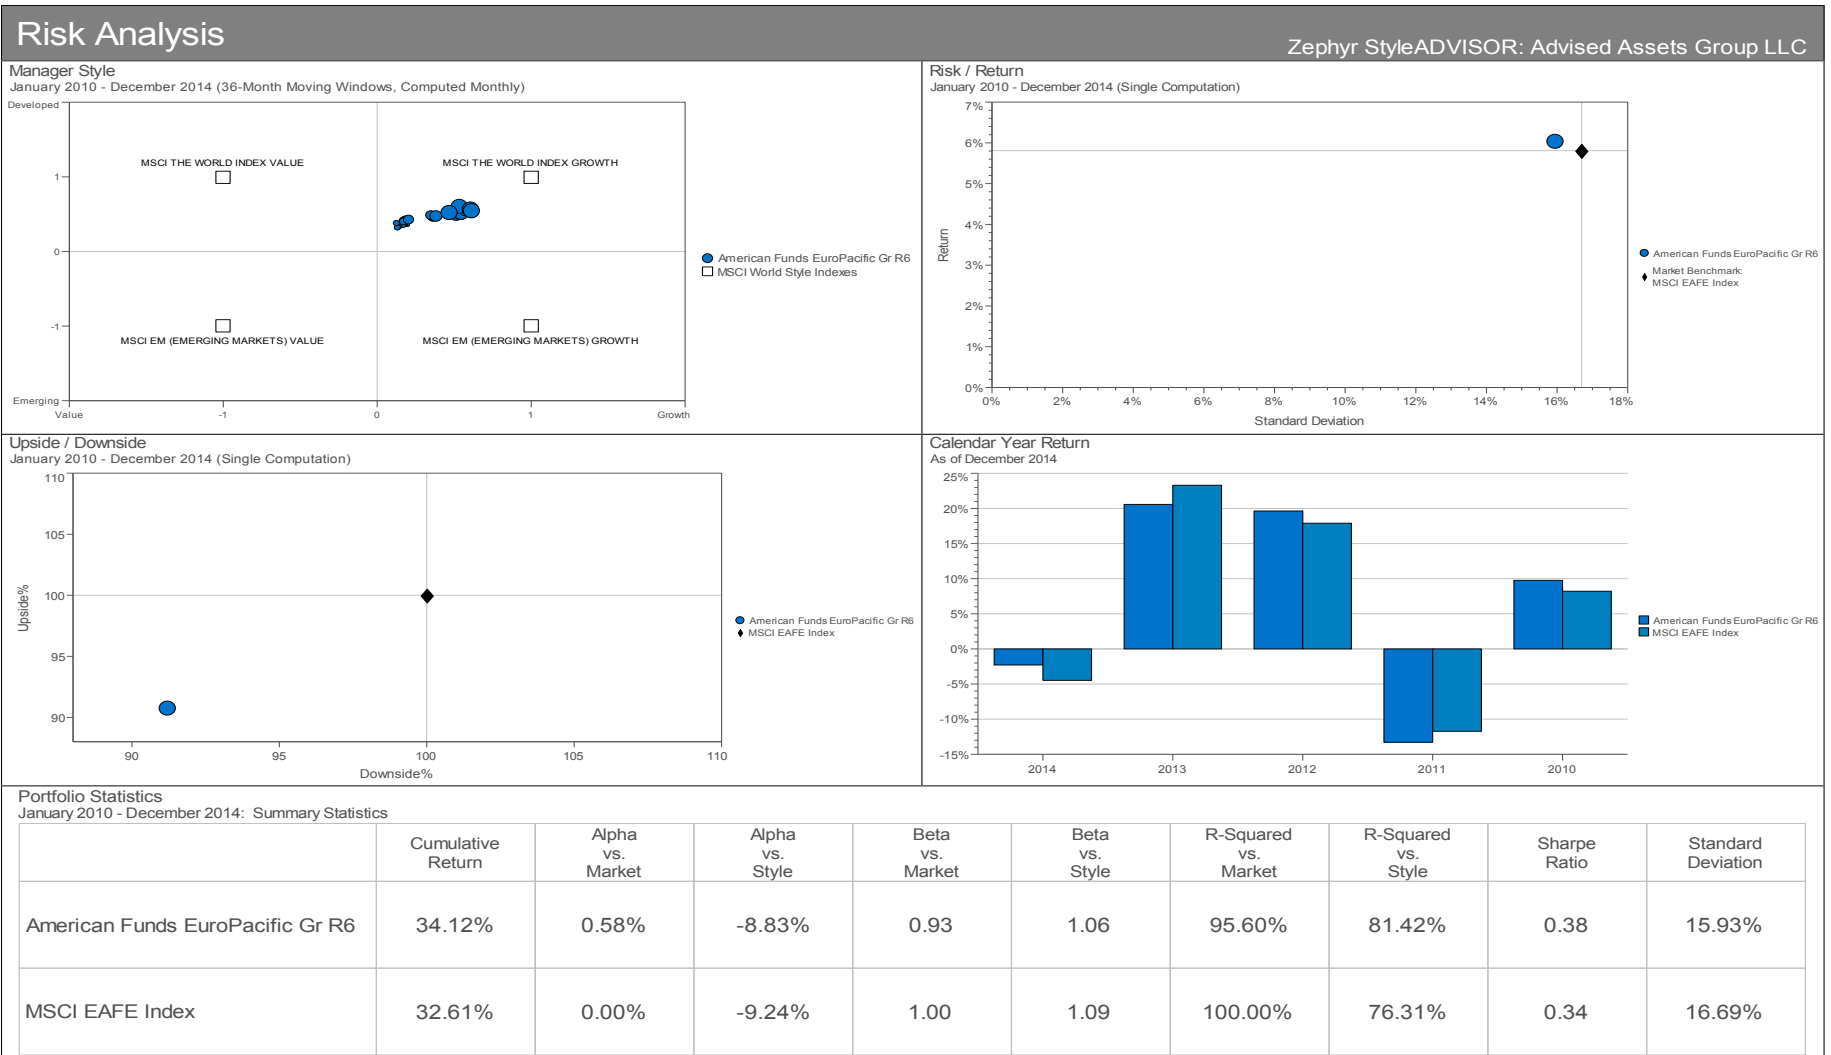 Risk Analysis
Zephyr StyleADVISOR: Advised Assets Group LLC
Manager Style
January 2010 - December 2014 (36-Month Moving Windows, Computed Monthly)
Developed
1
0
-1
Emerging
Value
-1
0
1
Growth
MSCI THE WORLD INDEX VALUE
MSCI THE WORLD INDEX GROWTH
MSCI EM (EMERGING MARKETS) VALUE
MSCI EM (EMERGING MARKETS) GROWTH
American Funds EuroPacific Gr R6
MSCI World Style Indexes
Risk / Return
January 2010 - December 2014 (Single Computation)
Return
7%
6%
5%
4%
3%
2%
1%
0%
0%
2%
4%
6%
8%
10%
12%
14%
16%
18%
Standard Deviation
American Funds EuroPacific Gr R6
Market Benchmark:
MSCI EAFE Index
Upside / Downside
January 2010 - December 2014 (Single Computation)
Upside%
110
105
100
95
90
90
95
100
105
110
Downside%
American Funds EuroPacific Gr R6
MSCI EAFE Index
Calendar Year Return
As of December 2014
25%
20%
15%
10%
5%
0%
-5%
-10%
-15%
2014
2013
2012
2011
2010
American Funds EuroPacific Gr R6
MSCI EAFE Index
Portfolio Statistics
January 2010 - December 2014: Summary Statistics
Cumulative
Return
Alpha
vs.
Market
Alpha
vs.
Style
Beta
vs.
Market
Beta
vs.
Style
R-Squared
vs.
Market
R-Squared
vs.
Style
Sharpe
Ratio
Standard
Deviation
American Funds EuroPacific Gr R6 34.12% 0.58% -8.83% 0.93 1.06 95.60% 81.42% 0.38 15.93%
MSCI EAFE Index 32.61% 0.00% -9.24% 1.00 1.09 100.00% 76.31% 0.34 16.69%